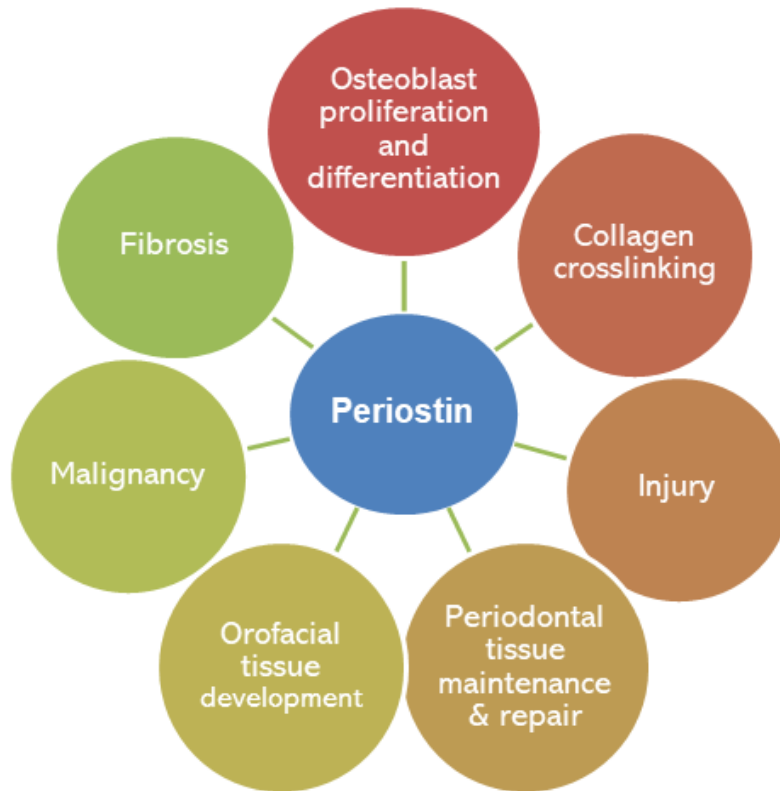 Osteoblast
proliferation
and
differentiation
Collagen
crosslinking
Injury
Periodontal
tissue
maintenance
& repair
Orofacial
tissue
development
Malignancy
Fibrosis
Periostin